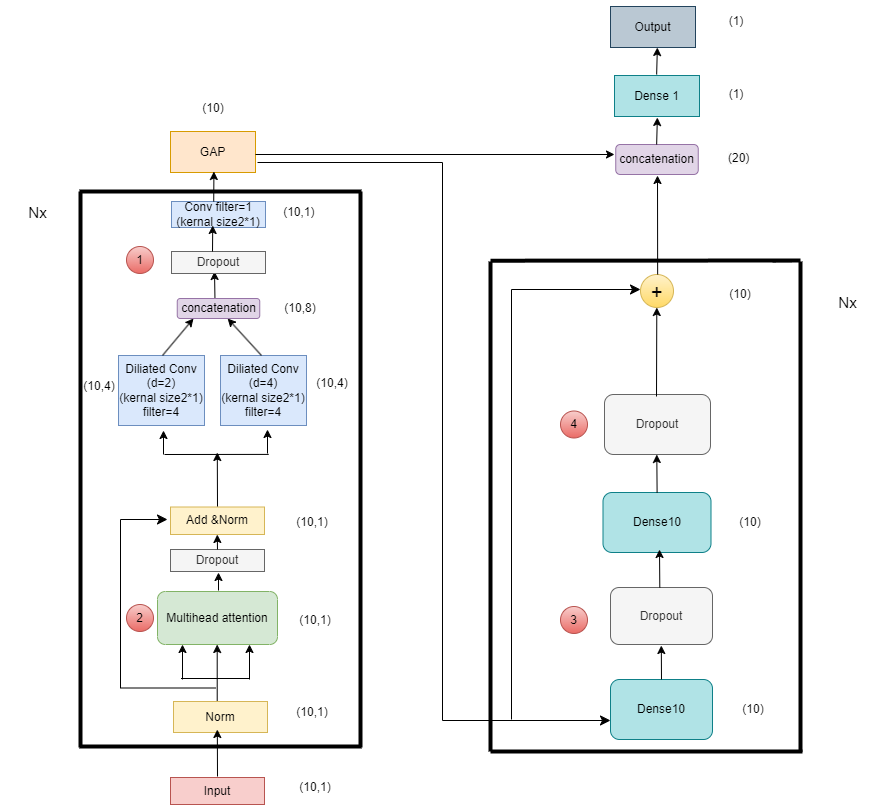 Output
(1)
Dense 1
(1)
concatenation
(20)
(10)
GAP
Nx
Conv filter=1
(kernal size2*1)
(10,1)
1
Dropout
concatenation
(10,8)
Diliated Conv
(d=2)
(kernal size2*1)
filter=4
(10,4)
Diliated Conv
(d=4)
(kernal size2*1)
filter=4
(10,4)
Add &Norm
(10,1)
Dropout
2
Multihead attention
(10,1)
Norm
(10,1)
Input
(10,1)
Nx
+
(10)
4
Dropout
Dense10
(10)
3
Dropout
Dense10
(10)